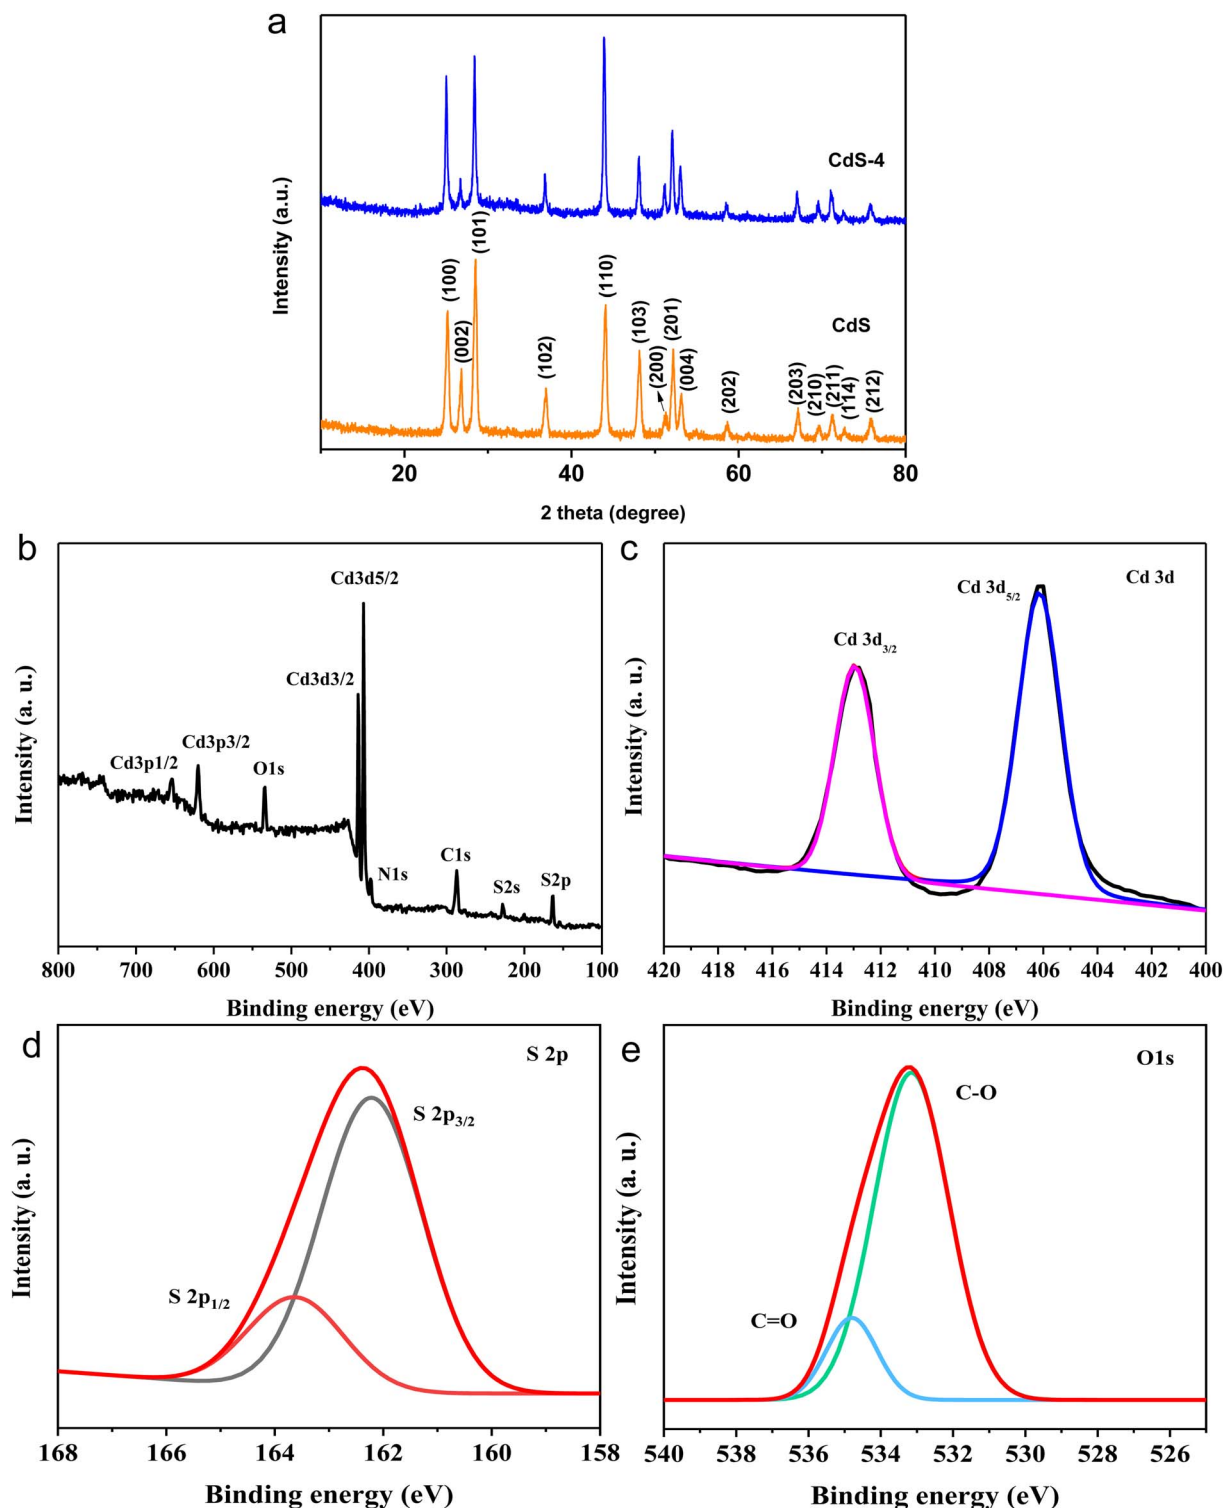 a
Intensity (a.u.)
CdS-4
CdS
(100)
(002)
(101)
(102)
(110)
(103)
(200)
(201)
(004)
(202)
(203)
(210)
(211)
(114)
(212)
20 40 60 80
2 theta (degree)
b
Intensity (a. u.)
Cd3p1/2
Cd3p3/2
O1s
Cd3d3/2
Cd3d5/2
N1s
C1s
S2s
S2p
800 700 600 500 400 300 200 100
Binding energy (eV)
c
Intensity (a. u.)
Cd 3d
Cd 3d3/2
Cd 3d5/2
420 418 416 414 412 410 408 406 404 402 400
Binding energy (eV)
d
Intensity (a. u.)
S 2p
S 2p3/2
S 2p1/2
168 166 164 162 160 158
Binding energy (eV)
e
Intensity (a. u.)
O1s
C-O
C=O
540 538 536 534 532 530 528 526
Binding energy (eV)